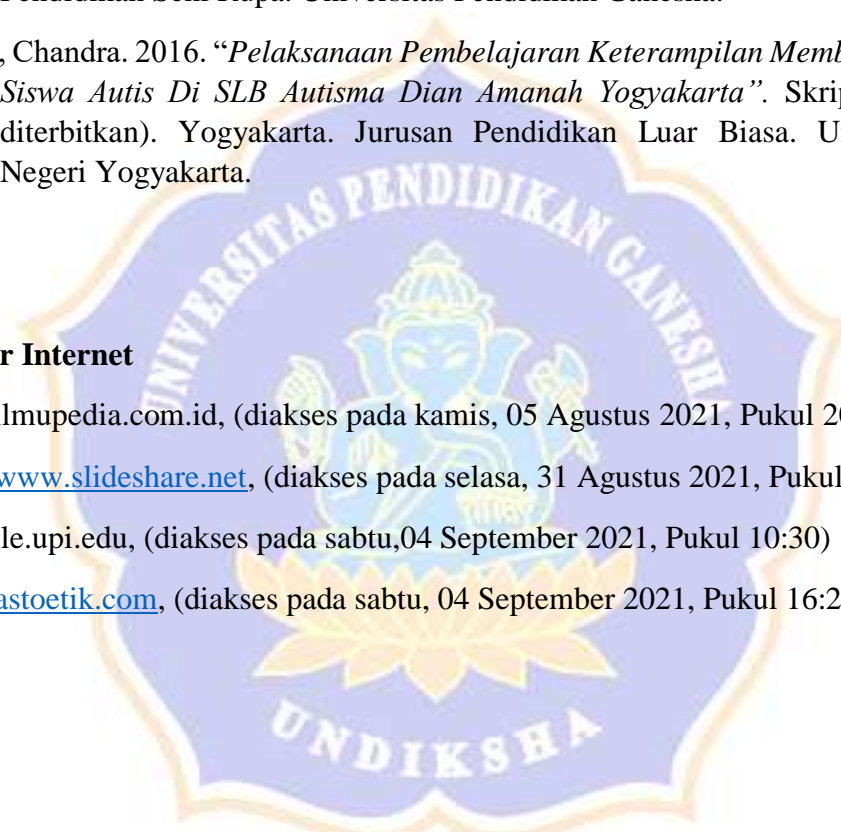 Pendidikan Seni Rupa. Universitas Pendidikan Ganesha.
, Chandra. 2016. “Pelaksanaan Pembelajaran Keterampilan Memb
Siswa Autis Di SLB Autisma Dian Amanah Yogyakarta”. Skrip
diterbitkan). Yogyakarta. Jurusan Pendidikan Luar Biasa. U
Negeri Yogyakarta.
UNIVERSITAS PENDIDIKAN GANESHA
r Internet
ilmupedia.com.id, (diakses pada kamis, 05 Agustus 2021, Pukul 20
www.slideshare.net, (diakses pada selasa, 31 Agustus 2021, Pukul
le.upi.edu, (diakses pada sabtu,04 September 2021, Pukul 10:30)
astoetik.com, (diakses pada sabtu, 04 September 2021, Pukul 16:2
UNDIKSHA